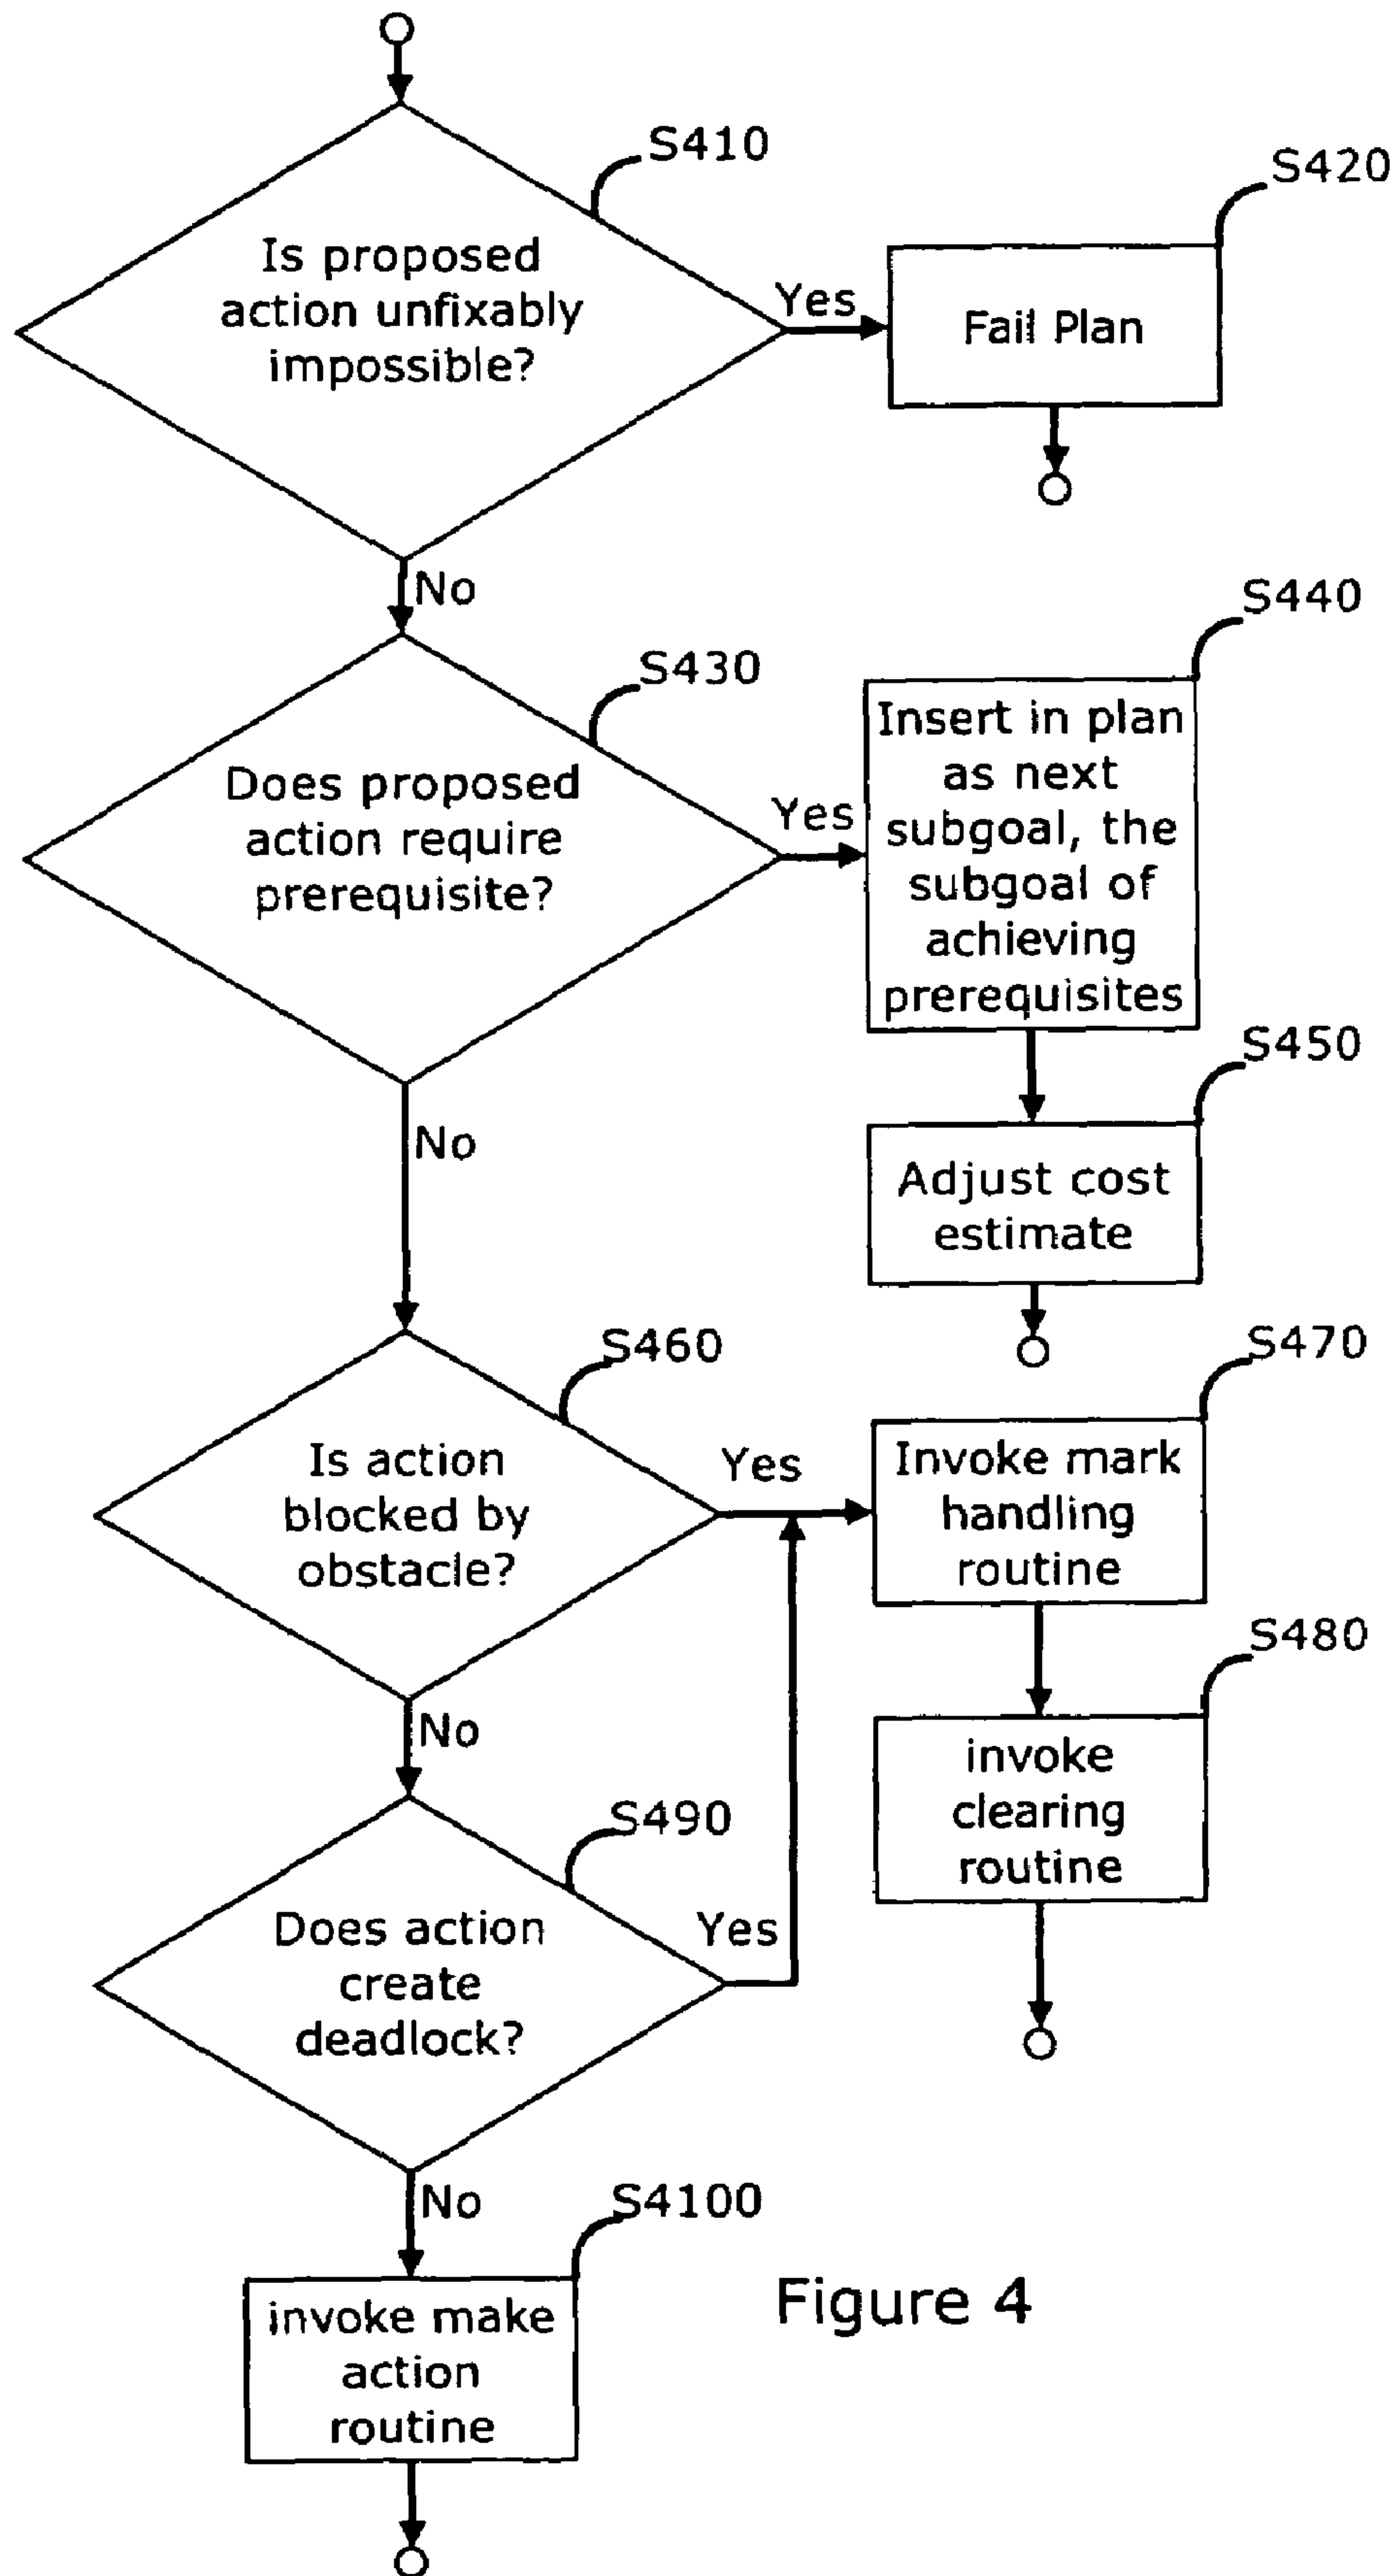 S410
S420
Is proposed
action unfixably
impossible?
Yes
Fail Plan
No
S440
S430
Insert in plan
as next
subgoal, the
subgoal of
achieving
prerequisites
Does proposed
action require
prerequisite?
Yes
S450
No
Adjust cost
estimate
S460
S470
Is action
blocked by
obstacle?
Yes
Invoke mark
handling
routine
S480
No
invoke
clearing
routine
S490
Does action
create
deadlock?
Yes
No
S4100
invoke make
action
routine
Figure 4